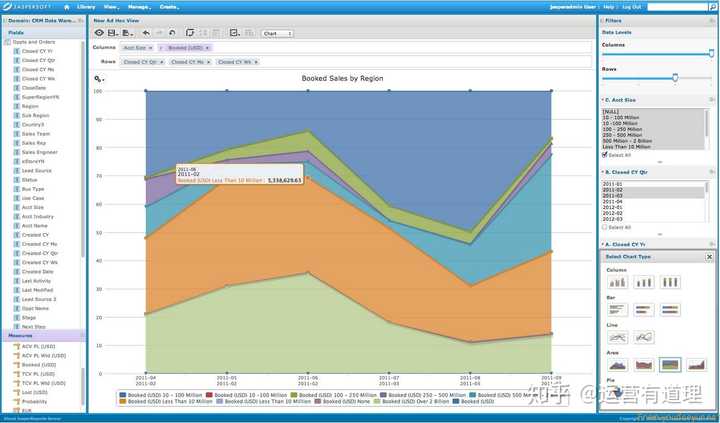 JASPERSOFT
Library
View
Manage
Create
jasperadmin User
Help
Log Out
Domain: CRM Data Ware...
New Ad Hoc View
Filters
Fields
Columns
Acct Size
Booked (USD)
Rows
Closed CY Qtr
Closed CY Mo
Closed CY Wk
Chart
Data Levels
Columns
Rows
Opptys and Orders
Closed CY Yr
Closed CY Qtr
Closed CY Mo
Closed CY Wk
CloseDate
SuperRegionYN
Region
Sub Region
Country3
Sales Team
Sales Rep
Sales Engineer
eStoreYN
Lead Source
Status
Bus Type
Use Case
Acct Size
Acct Industry
Acct Name
Created CY
Created CY Mo
Created CY Qtr
Created CY Wk
Created Date
Last Activity
Last Modified
Lead Source 2
Oppt Name
Stage
Next Step
Measures
ACV PL (USD)
ACV PL Wtd (USD)
Booked (USD)
TCV PL (USD)
TCV PL Wtd (USD)
Lost (USD)
Probability
EUR
Booked Sales by Region
100
90
80
70
60
50
40
30
20
10
0
2011-06
2011-02
Booked (USD) Less Than 10 Million : 5,338,629.63
2011-04
2011-02
2011-05
2011-02
2011-06
2011-02
2011-07
2011-03
2011-08
2011-03
2011-09
2011-03
Booked (USD) 10 - 100 Million
Booked (USD) 10 -100 Million
Booked (USD) 100 - 250 Million
Booked (USD) 250 - 500 Million
Booked (USD) 500 Million
Booked (USD) Less Than 10 Million
Booked (USD) Less Than 10 Million
Booked (USD) None
Booked (USD) Over 2 Billion
Booked (USD)
C. Acct Size
[NULL]
10 - 100 Million
10 -100 Million
100 - 250 Million
250 - 500 Million
500 Million - 2 Billion
Less Than 10 Million
Select All
B. Closed CY Qtr
2011-01
2011-02
2011-03
2011-04
2012-01
2012-02
2012-03
Select All
A. Closed CY Yr
Select Chart Type
Column
Bar
Line
Area
Pie
知乎 @运营有道理